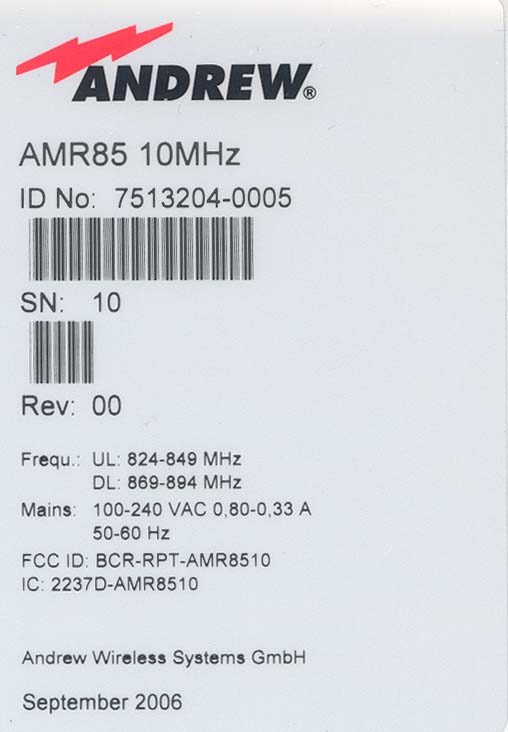 ANDREW®
AMR85 10MHz
ID No: 7513204-0005
SN: 10
Rev: 00
Frequ.: UL: 824-849 MHz
DL: 869-894 MHz
Mains: 100-240 VAC 0,80-0,33 A
50-60 Hz
FCC ID: BCR-RPT-AMR8510
IC: 2237D-AMR8510
Andrew Wireless Systems GmbH
September 2006